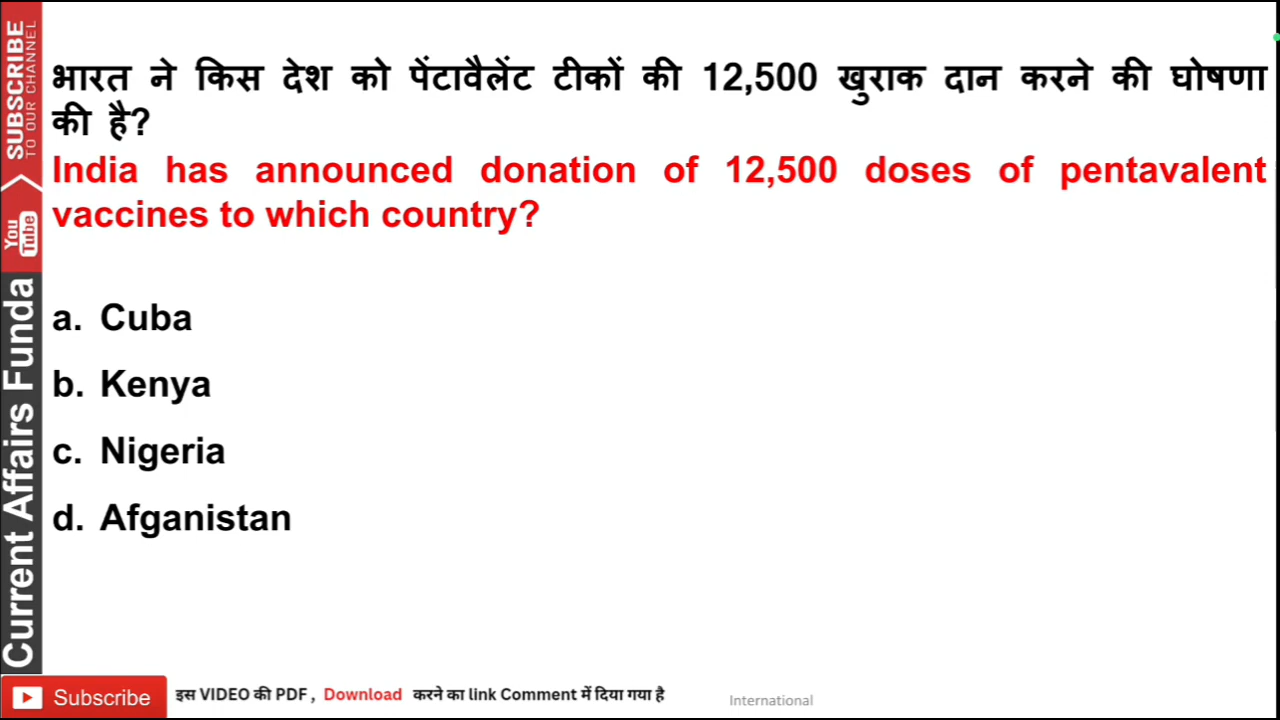 भारत ने किस देश को पेंटावैलेंट टीकों की 12,500 खुराक दान करने की घोषणा
की है?
India has announced donation of 12,500 doses of pentavalent
vaccines to which country?
a. Cuba
b. Kenya
c. Nigeria
d. Afganistan
SUBSCRIBE
TO OUR CHANNEL
You
Tube
Current Affairs Funda
Subscribe
इस VIDEO की PDF , Download करने का link Comment में दिया गया है
International